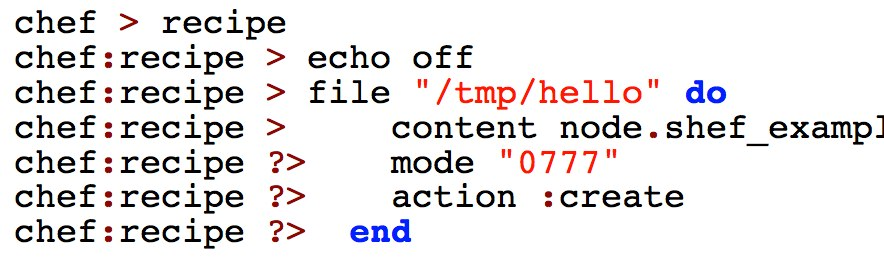 chef > recipe
chef:recipe > echo off
chef:recipe > file "/tmp/hello" do
chef:recipe >     content node.shef_exampl
chef:recipe ?>    mode "0777"
chef:recipe ?>    action :create
chef:recipe ?>  end